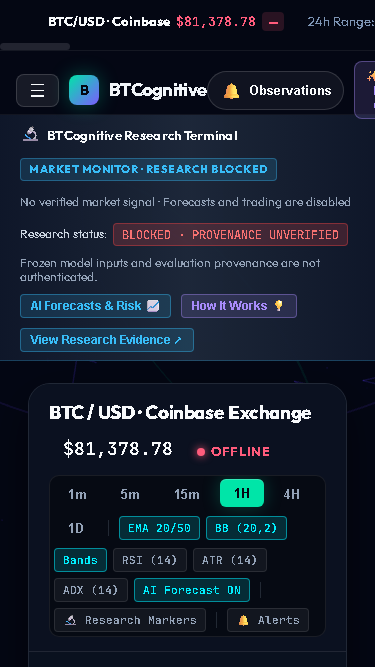 BTC/USD · Coinbase $81,378.78 — 24h Range:
☰ B BTCognitive 🔔 Observations
🔬 BTCognitive Research Terminal
MARKET MONITOR · RESEARCH BLOCKED
No verified market signal · Forecasts and trading are disabled
Research status: BLOCKED · PROVENANCE UNVERIFIED
Frozen model inputs and evaluation provenance are not
authenticated.
AI Forecasts & Risk 📈 How It Works 💡
View Research Evidence ↗
BTC / USD · Coinbase Exchange
$81,378.78 ● OFFLINE
1m 5m 15m 1H 4H
1D EMA 20/50 BB (20,2)
Bands RSI (14) ATR (14)
ADX (14) AI Forecast ON
🔬 Research Markers 🔔 Alerts